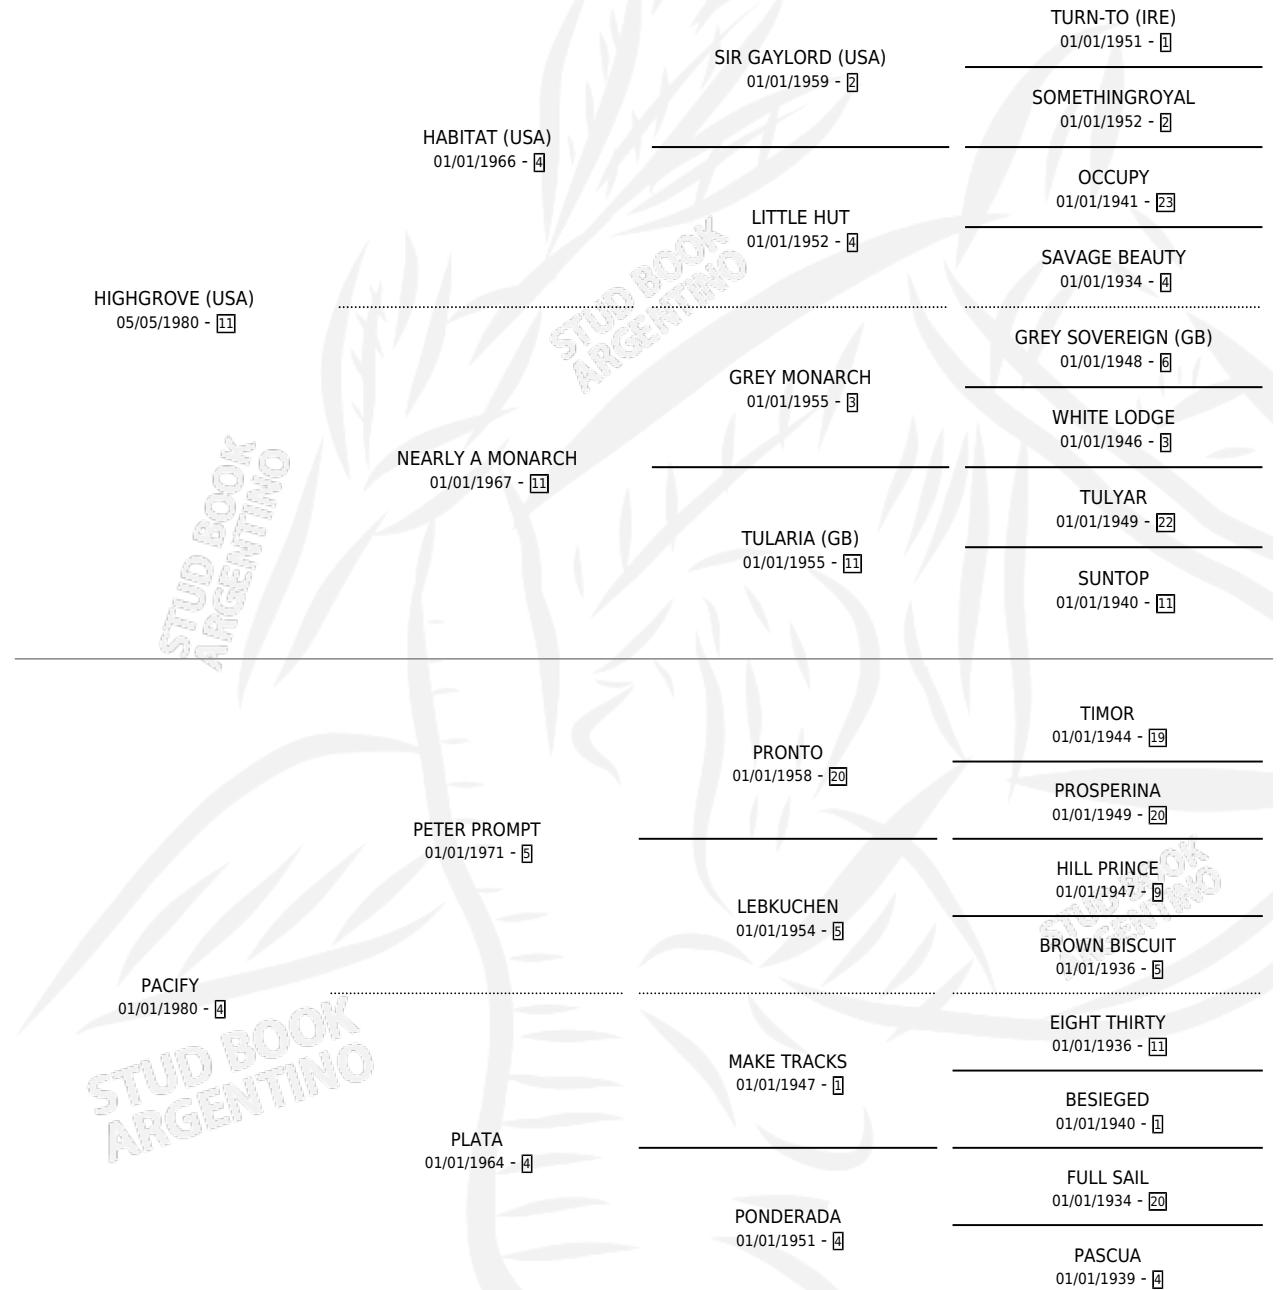 TURN-TO (IRE)
01/01/1951 - 1
SIR GAYLORD (USA)
01/01/1959 - 2
SOMETHINGROYAL
01/01/1952 - 2
HABITAT (USA)
01/01/1966 - 4
OCCUPY
01/01/1941 - 23
LITTLE HUT
01/01/1952 - 4
SAVAGE BEAUTY
01/01/1934 - 4
HIGHGROVE (USA)
05/05/1980 - 11
GREY SOVEREIGN (GB)
01/01/1948 - 6
GREY MONARCH
01/01/1955 - 3
WHITE LODGE
01/01/1946 - 3
NEARLY A MONARCH
01/01/1967 - 11
TULYAR
01/01/1949 - 22
TULARIA (GB)
01/01/1955 - 11
SUNTOP
01/01/1940 - 11
TIMOR
01/01/1944 - 19
PRONTO
01/01/1958 - 20
PROSPERINA
01/01/1949 - 20
PETER PROMPT
01/01/1971 - 5
HILL PRINCE
01/01/1947 - 9
LEBKUCHEN
01/01/1954 - 5
BROWN BISCUIT
01/01/1936 - 5
PACIFY
01/01/1980 - 4
EIGHT THIRTY
01/01/1936 - 11
MAKE TRACKS
01/01/1947 - 1
BESIEGED
01/01/1940 - 1
PLATA
01/01/1964 - 4
FULL SAIL
01/01/1934 - 20
PONDERADA
01/01/1951 - 4
PASCUA
01/01/1939 - 4
STUD BOOK
ARGENTINO
STUD BOOK
ARGENTINO
STUD BOOK
ARGENTINO
STUD BOOK
ARGENTINO